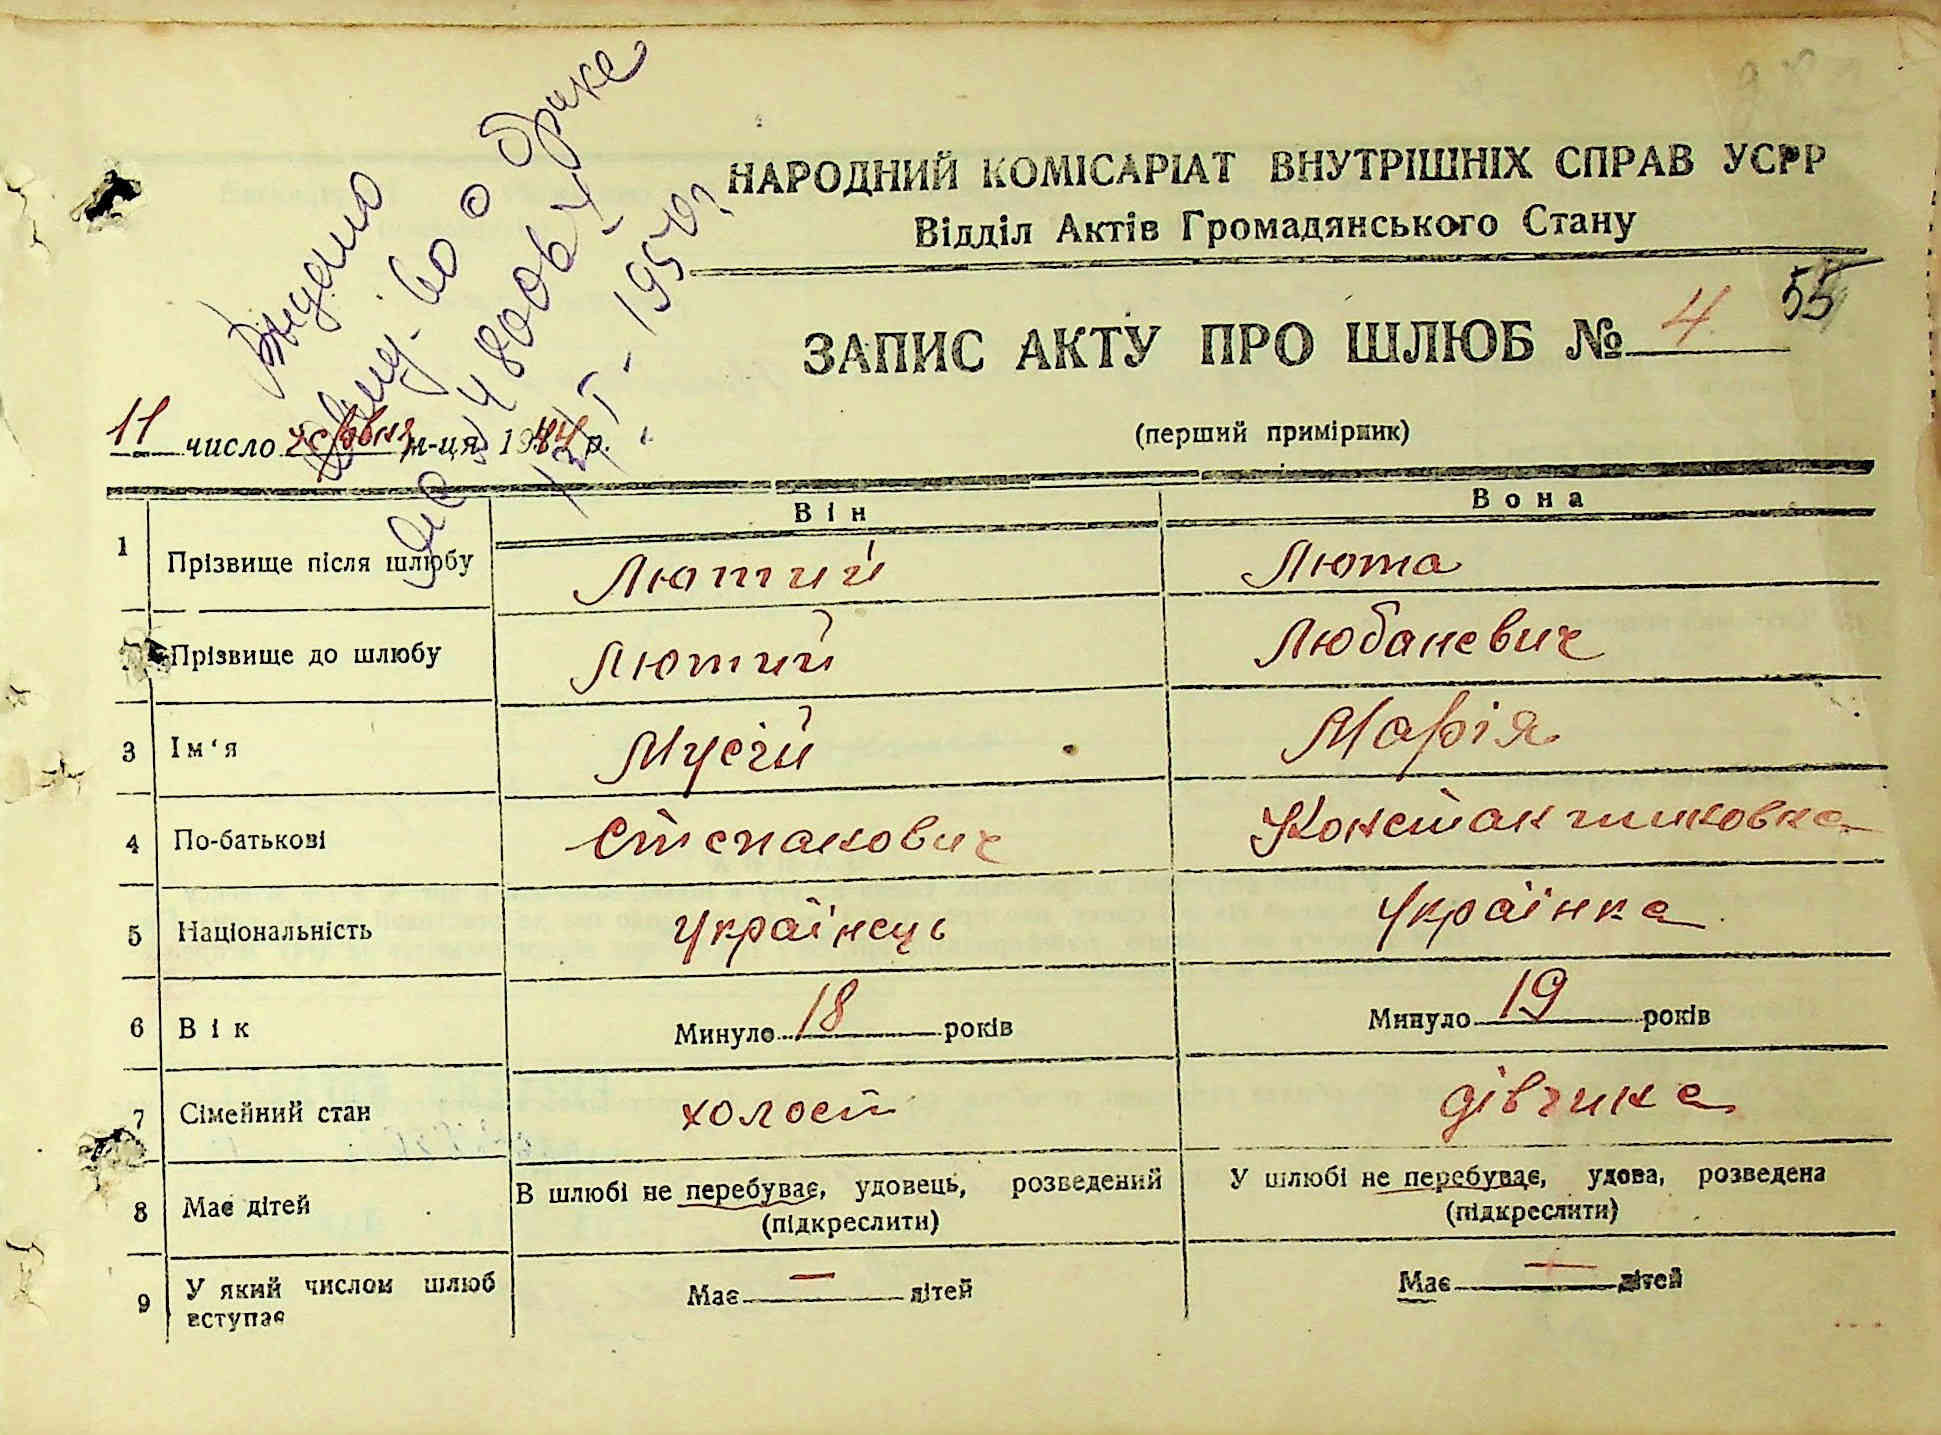 НАРОДНИЙ КОМІСАРІАТ ВНУТРІШНІХ СПРАВ УСРР
Відділ Актів Громадянського Стану
55
ЗАПИС АКТУ ПРО ШЛЮБ № 4
(перший примірник)
Видано
о браке
195
11 число м-ця 1944 р.
Він Вона
1 Прізвище після шлюбу Лютий Люта
Прізвище до шлюбу Лютий Любаневич
3 Ім'я Мусій Марія
4 По-батькові Степанович Константиновна
5 Національність Українець Українка
6 Вік Минуло 18 років Минуло 19 років
7 Сімейний стан холост дівчина
8 Має дітей В шлюбі не перебуває, удовець, розведений У шлюбі не перебуває, удова, розведена
(підкреслити) (підкреслити)
9 У який числом шлюб Має — дітей Має — дітей
вступає